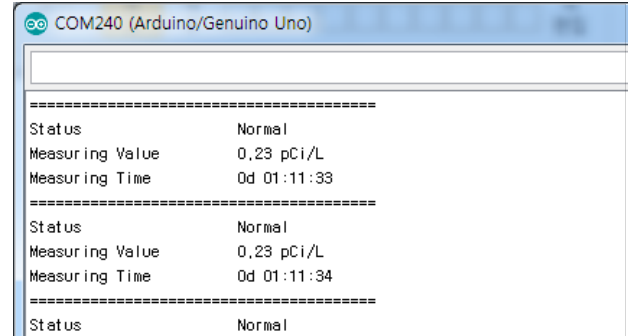 COM240 (Arduino/Genuino Uno)
========================================
Status Normal
Measuring Value 0,23 pCi/L
Measuring Time 0d 01:11:33
========================================
Status Normal
Measuring Value 0,23 pCi/L
Measuring Time 0d 01:11:34
========================================
Status Normal